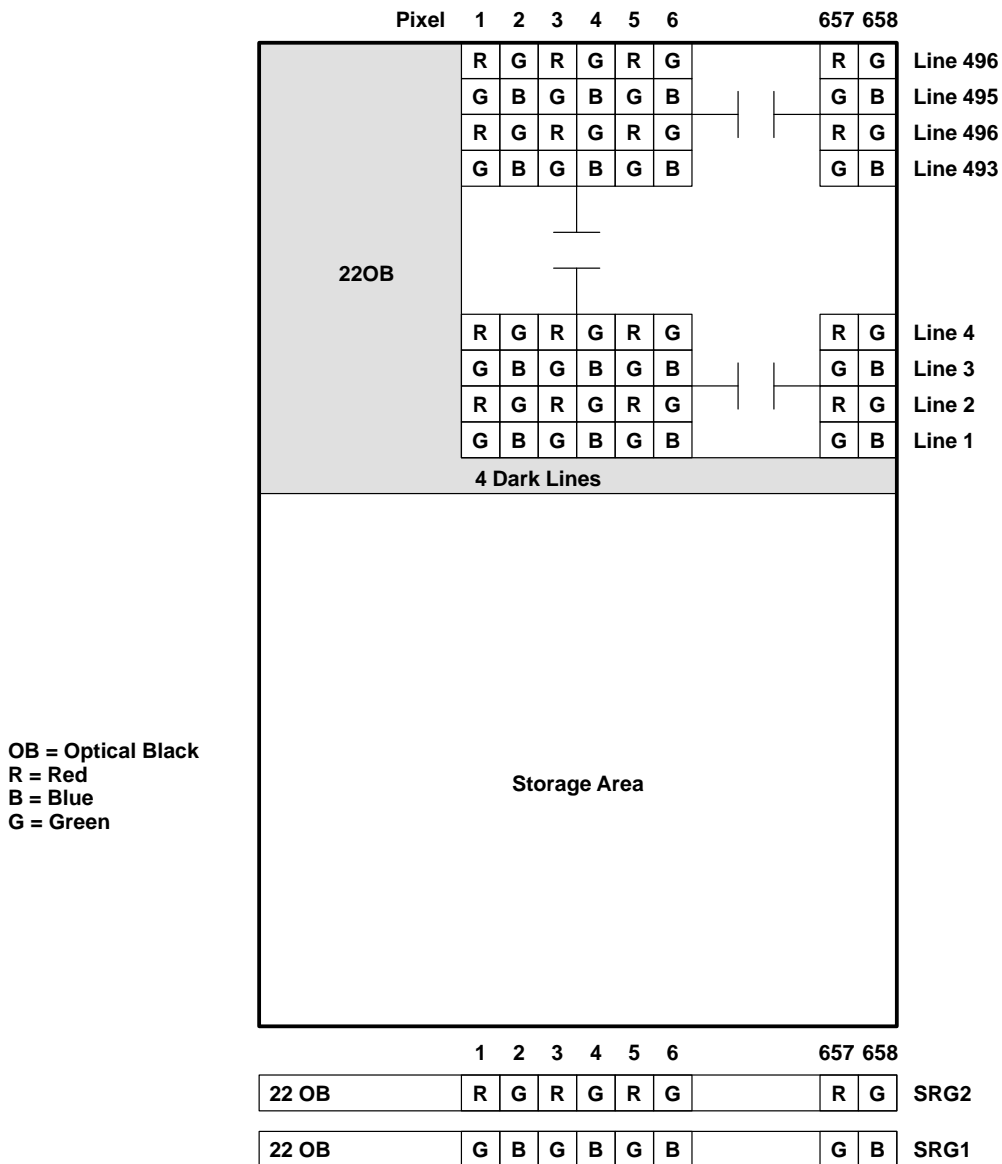 Pixel 1 2 3 4 5 6 657 658
R G R G R G R G Line 496
G B G B G B G B Line 495
R G R G R G R G Line 496
G B G B G B G B Line 493
22OB
R G R G R G R G Line 4
G B G B G B G B Line 3
R G R G R G R G Line 2
G B G B G B G B Line 1
4 Dark Lines
OB = Optical Black
R = Red
B = Blue
G = Green
Storage Area
1 2 3 4 5 6 657 658
22 OB R G R G R G R G SRG2
22 OB G B G B G B G B SRG1